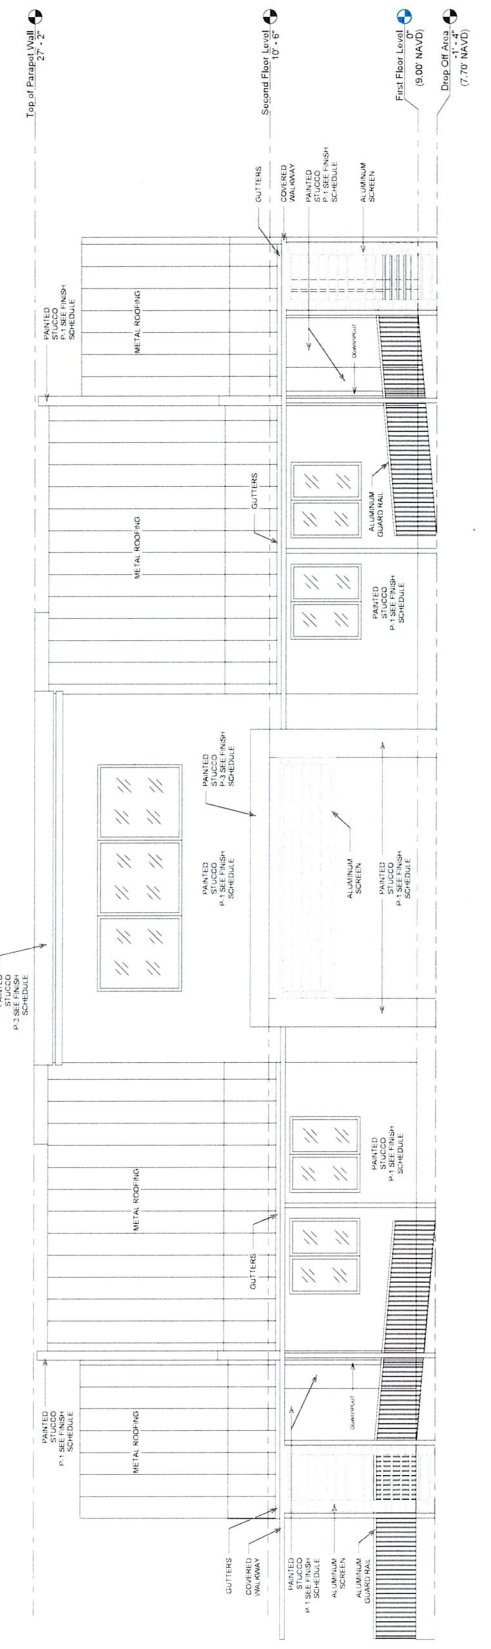 PAINTED
STUCCO
P-3 SEE FINISH
SCHEDULE
Top of Parapet Wall
27' - 2"
PAINTED
STUCCO
P-1 SEE FINISH
SCHEDULE
PAINTED
STUCCO
P-1 SEE FINISH
SCHEDULE
METAL ROOFING
METAL ROOFING
METAL ROOFING
METAL ROOFING
PAINTED
STUCCO
P-1 SEE FINISH
SCHEDULE
PAINTED
STUCCO
P-3 SEE FINISH
SCHEDULE
GUTTERS
GUTTERS
GUTTERS
GUTTERS
Second Floor Level
10' - 6"
COVERED
WALKWAY
COVERED
WALKWAY
PAINTED
STUCCO
P-1 SEE FINISH
SCHEDULE
ALUMINUM
SCREEN
ALUMINUM
GUARD RAIL
DOWNSPOUT
PAINTED
STUCCO
P-1 SEE FINISH
SCHEDULE
ALUMINUM
SCREEN
PAINTED
STUCCO
P-1 SEE FINISH
SCHEDULE
PAINTED
STUCCO
P-1 SEE FINISH
SCHEDULE
ALUMINUM
GUARD RAIL
DOWNSPOUT
PAINTED
STUCCO
P-1 SEE FINISH
SCHEDULE
ALUMINUM
SCREEN
First Floor Level
0"
(9.00' NAVD)
Drop Off Area
-1' - 4"
(7.70' NAVD)